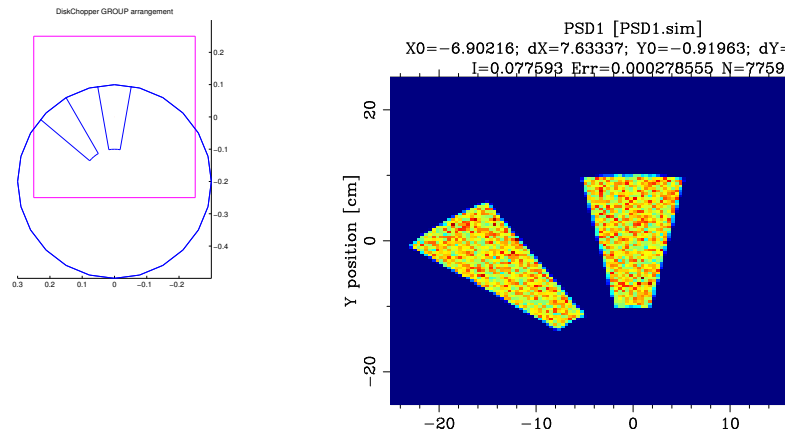 DiskChopper GROUP arrangement
0.2
0.1
0
−0.1
−0.2
−0.3
−0.4
0.3 0.2 0.1 0 −0.1 −0.2
PSD1 [PSD1.sim]
X0=−6.90216; dX=7.63337; Y0=−0.91963; dY=
I=0.077593 Err=0.000278555 N=7759
Y position [cm]
20
0
−20
−20 −10 0 10